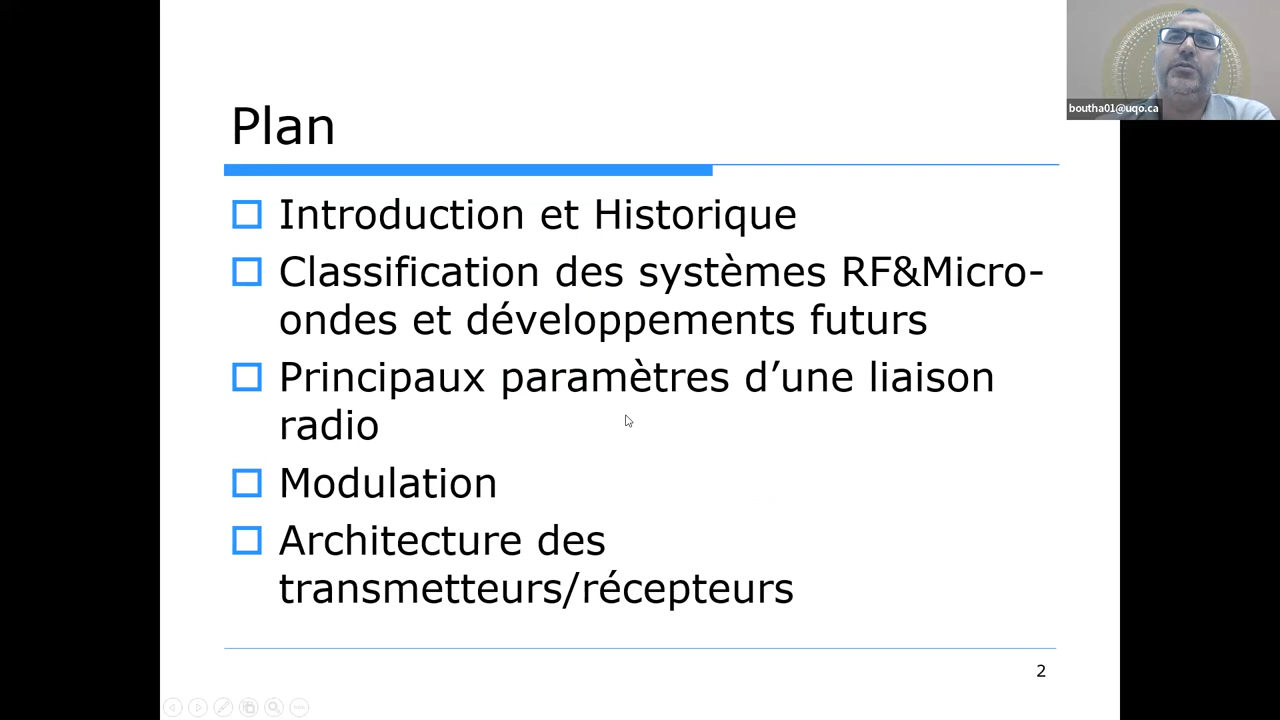 boutha01@uqo.ca
Plan
Introduction et Historique
Classification des systèmes RF&Micro-
ondes et développements futurs
Principaux paramètres d’une liaison
radio
Modulation
Architecture des
transmetteurs/récepteurs
2